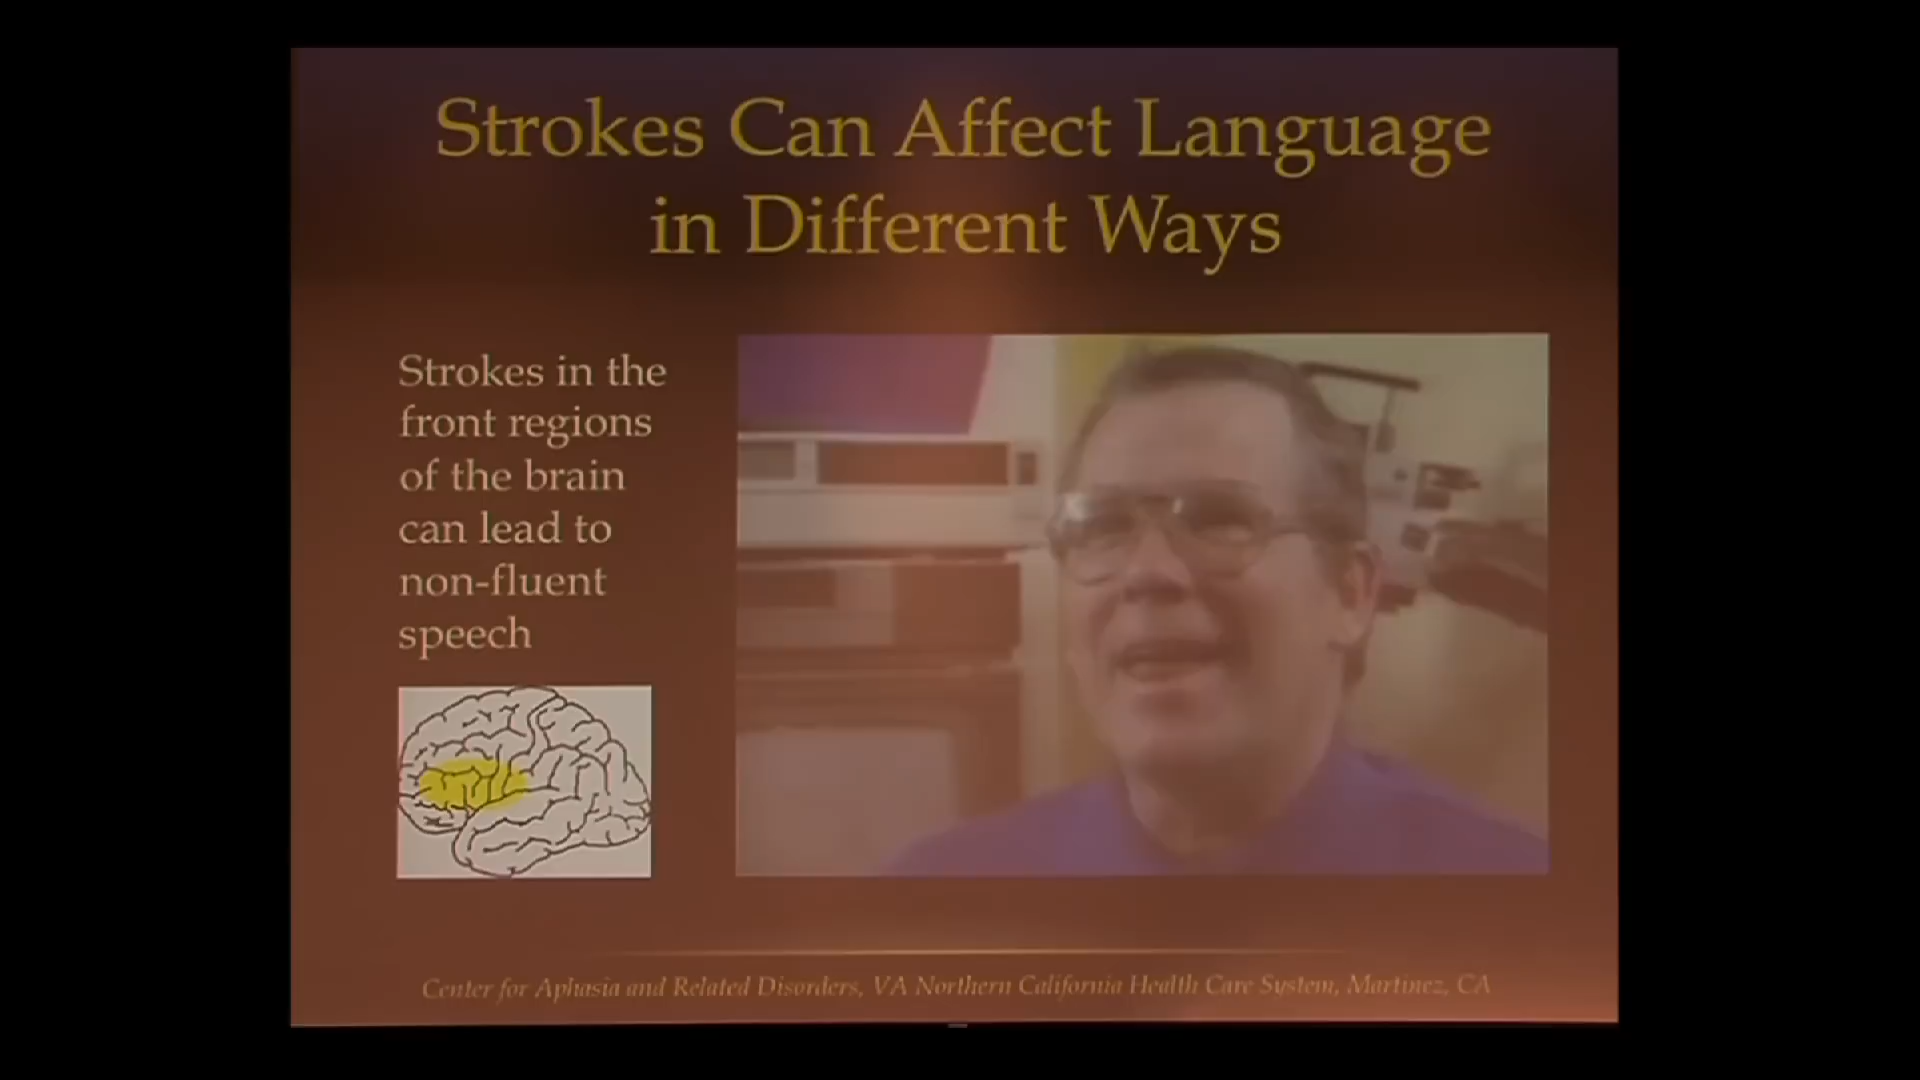 Strokes Can Affect Language
in Different Ways
Strokes in the
front regions
of the brain
can lead to
non-fluent
speech
Center for Aphasia and Related Disorders, VA Northern California Health Care System, Martinez, CA